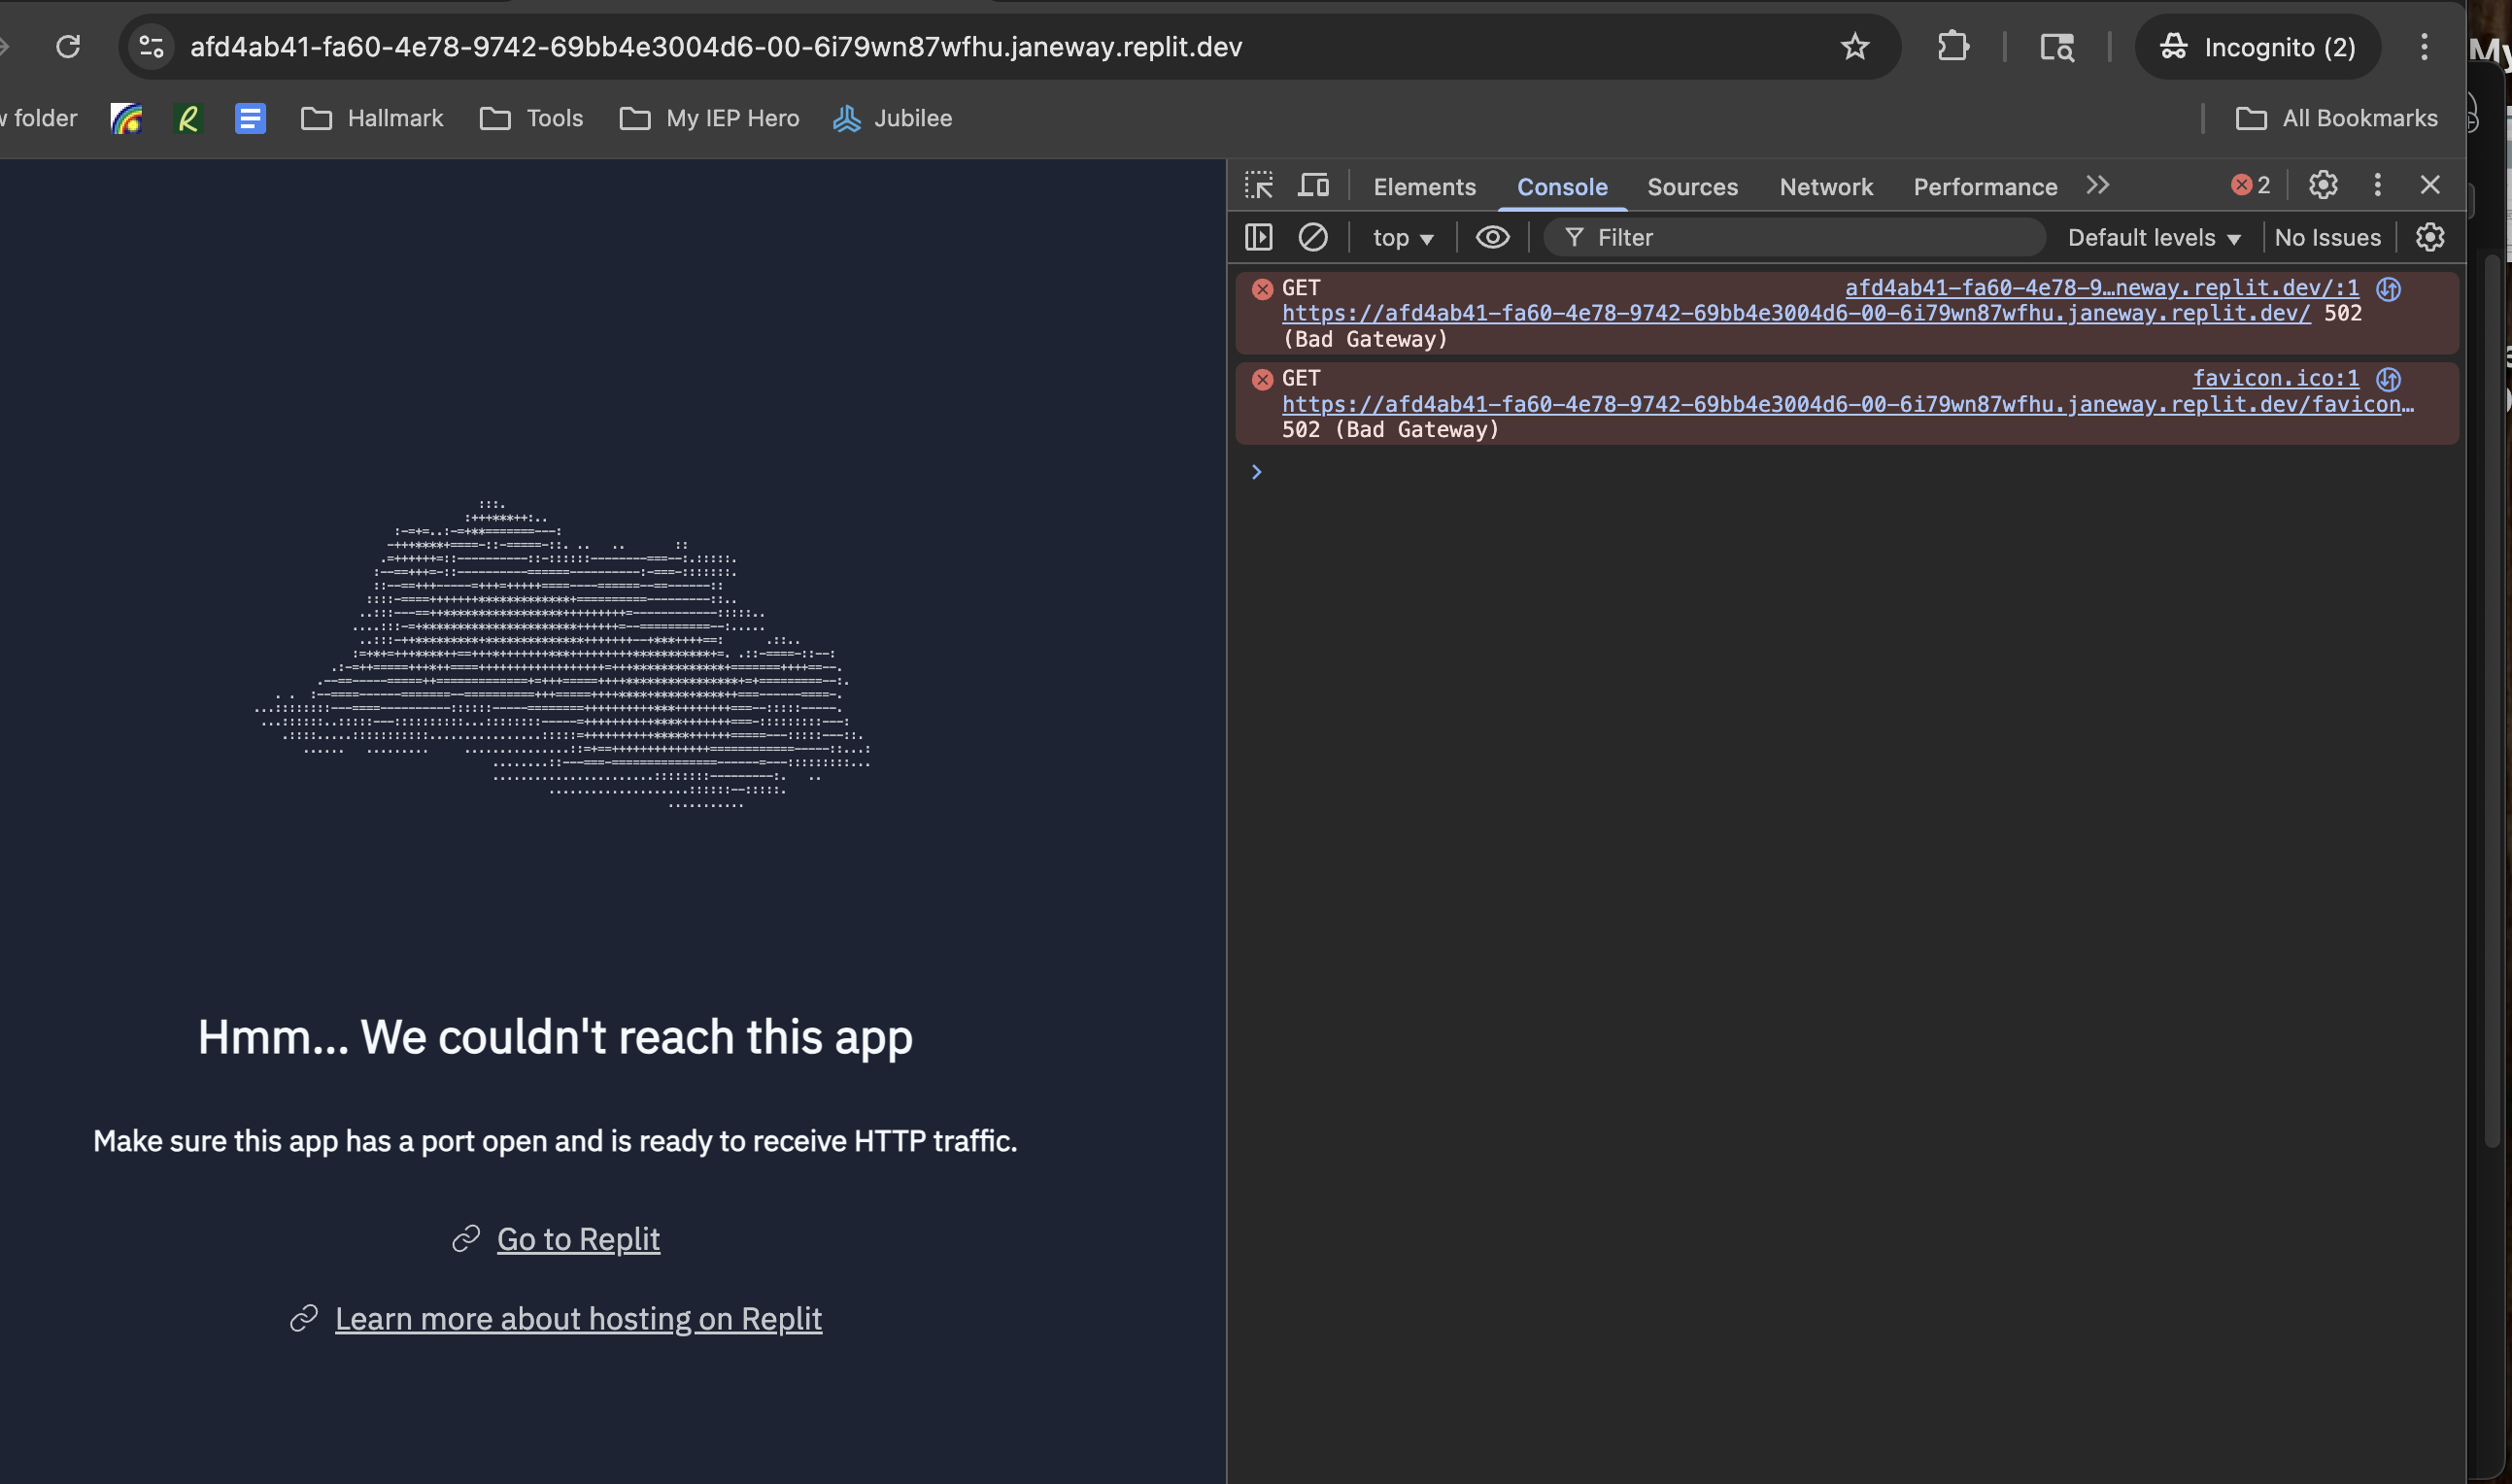 afd4ab41-fa60-4e78-9742-69bb4e3004d6-00-6i79wn87wfhu.janeway.replit.dev
Incognito (2)
My
folder
Hallmark
Tools
My IEP Hero
Jubilee
All Bookmarks
Elements
Console
Sources
Network
Performance
2
top
Filter
Default levels
No Issues
GET
afd4ab41-fa60-4e78-9…neway.replit.dev/:1
https://afd4ab41-fa60-4e78-9742-69bb4e3004d6-00-6i79wn87wfhu.janeway.replit.dev/ 502
(Bad Gateway)
GET
favicon.ico:1
https://afd4ab41-fa60-4e78-9742-69bb4e3004d6-00-6i79wn87wfhu.janeway.replit.dev/favicon…
502 (Bad Gateway)
Hmm... We couldn't reach this app
Make sure this app has a port open and is ready to receive HTTP traffic.
Go to Replit
Learn more about hosting on Replit